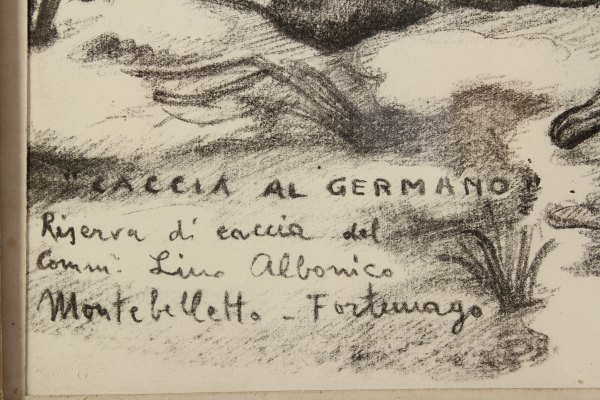 "CACCIA AL GERMANO"
Riserva di caccia del
Comm. Lino Albonico
Montebelletto - Fortunago